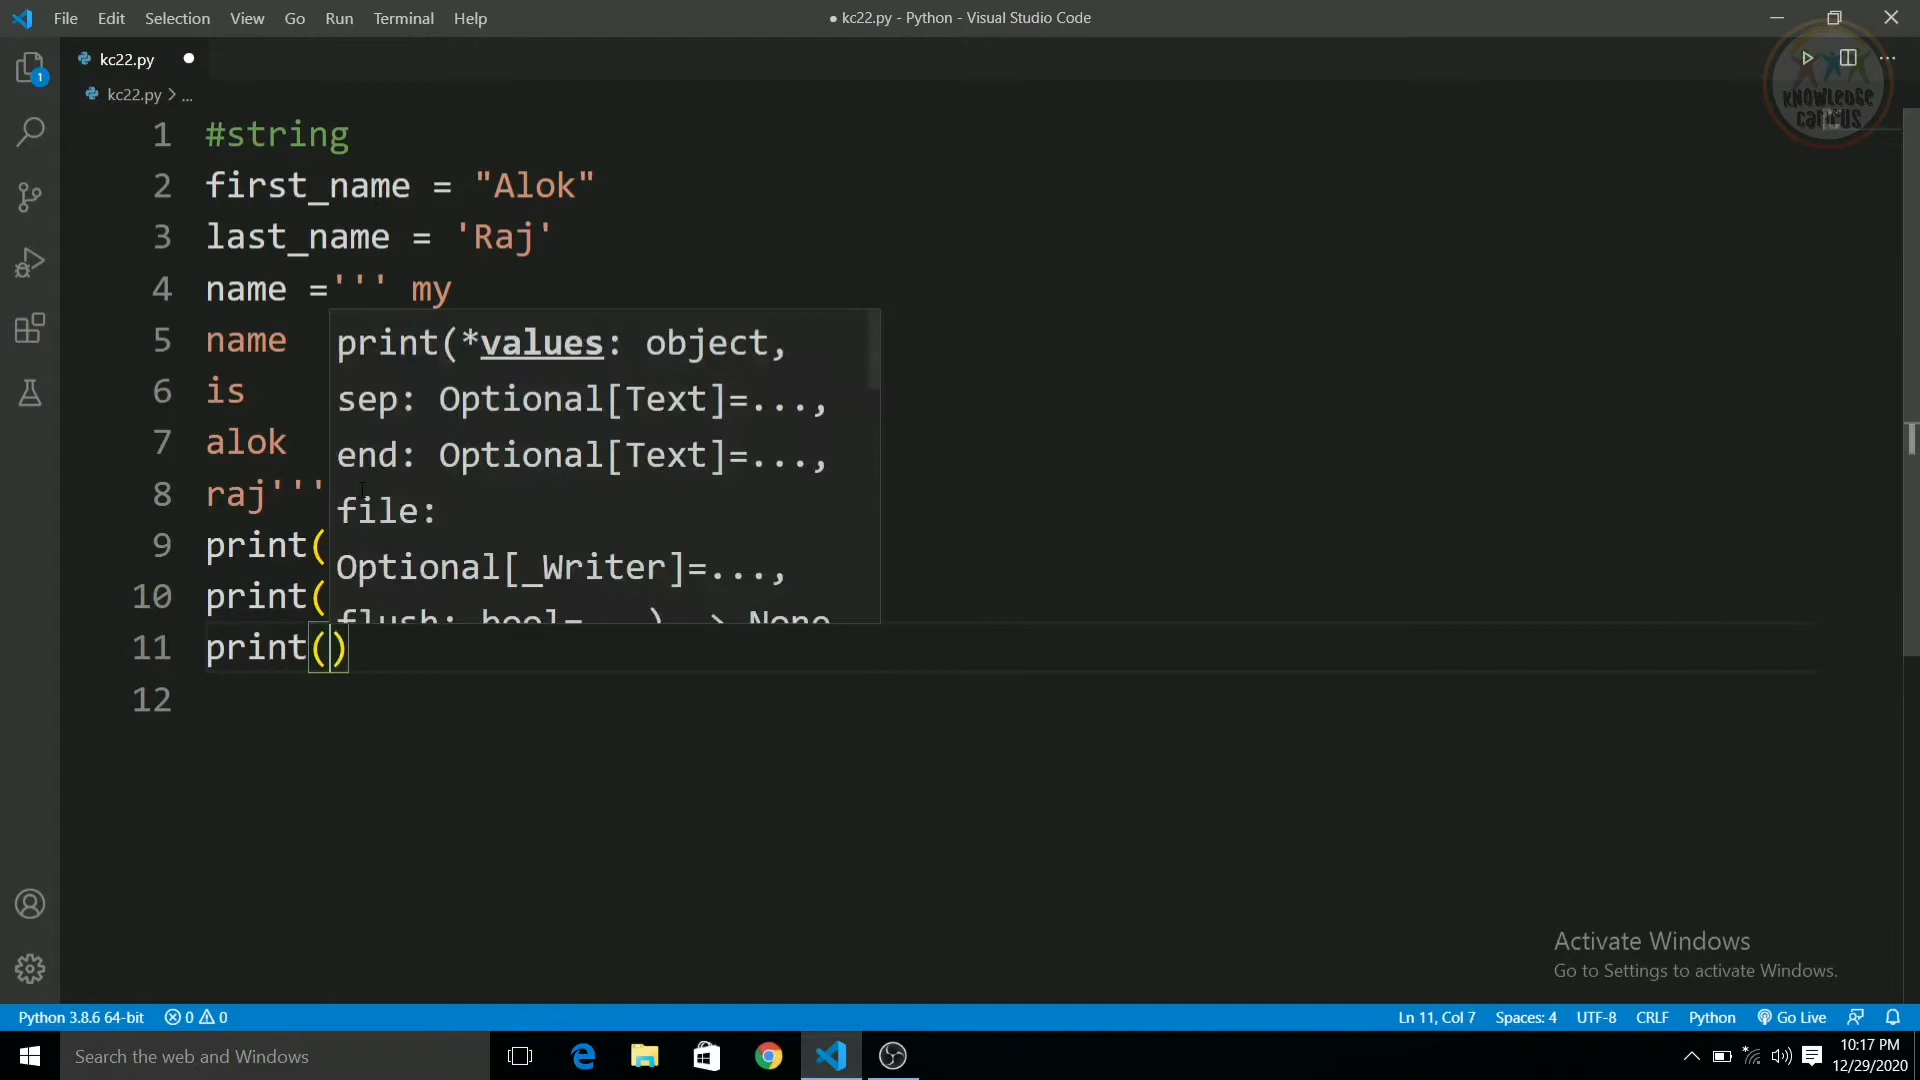 File Edit Selection View Go Run Terminal Help
● kc22.py - Python - Visual Studio Code
kc22.py
kc22.py > ...
KNOWLEDGE
1
1 #string
2 first_name = "Alok"
3 last_name = 'Raj'
4 name =''' my
5 name
6 is
7 alok
8 raj'''
9 print(
10 print(
11 print()
12
print(*values: object,
sep: Optional[Text]=...,
end: Optional[Text]=...,
file:
Optional[_Writer]=...,
flush: bool=...) -> None
Activate Windows
Go to Settings to activate Windows.
Python 3.8.6 64-bit 0 0
Ln 11, Col 7 Spaces: 4 UTF-8 CRLF Python Go Live
Search the web and Windows
10:17 PM
12/29/2020